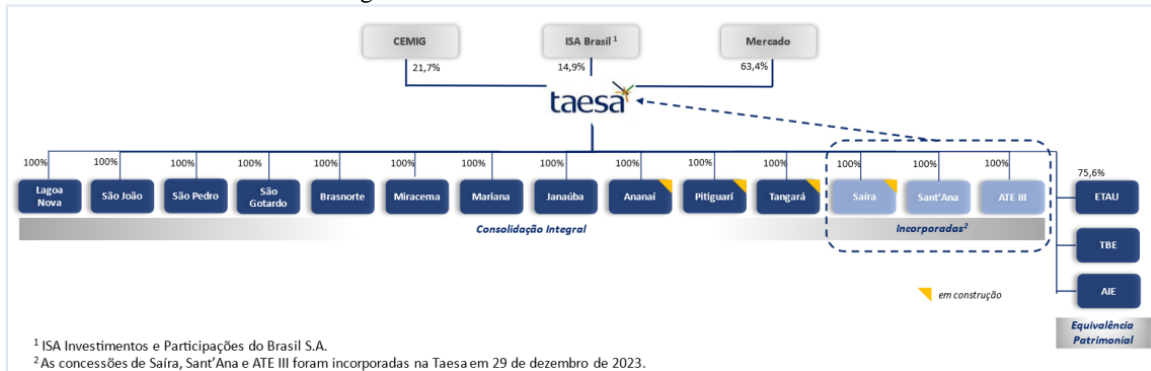 CEMIG
ISA Brasil 1
Mercado
21,7%
14,9%
63,4%
taesa
100% 100% 100% 100% 100% 100% 100% 100% 100% 100% 100% 100% 100% 100%
75,6%
Lagoa Nova
São João
São Pedro
São Gotardo
Brasnorte
Miracema
Mariana
Janaúba
Ananaí
Pitiguari
Tangará
Saíra
Sant'Ana
ATE III
ETAU
Consolidação Integral
Incorporadas2
TBE
AIE
em construção
Equivalência
Patrimonial
1 ISA Investimentos e Participações do Brasil S.A.
2 As concessões de Saíra, Sant'Ana e ATE III foram incorporadas na Taesa em 29 de dezembro de 2023.